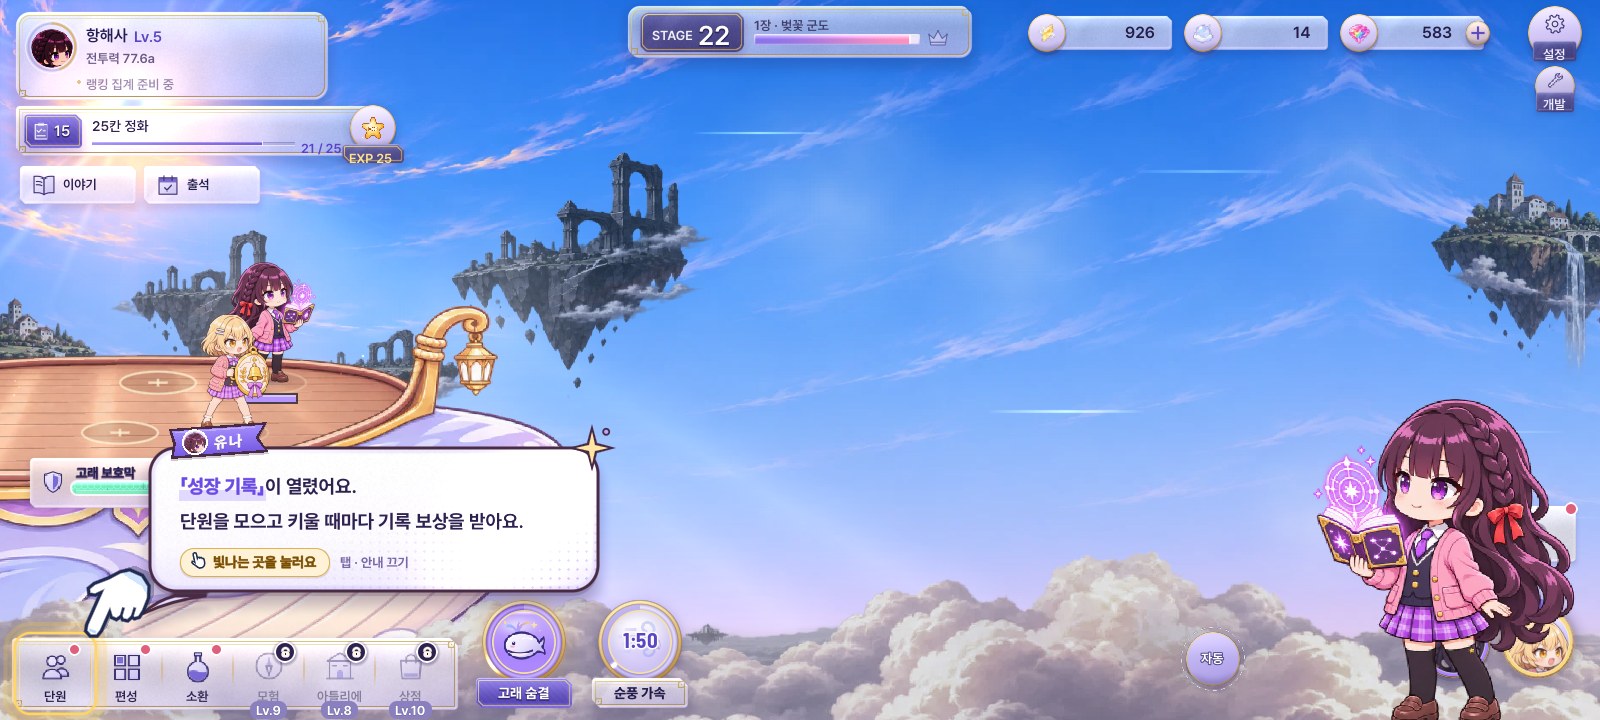 항해사 Lv.5
전투력 77.6a
랭킹 집계 준비 중
STAGE 22
1장 · 벚꽃 군도
926
14
583
설정
개발
15
25칸 정화
21 / 25
EXP 25
이야기
출석
고래 보호막
유나
「성장 기록」이 열렸어요.
단원을 모으고 키울 때마다 기록 보상을 받아요.
빛나는 곳을 눌러요
탭 · 안내 끄기
단원
편성
소환
모험
Lv.9
아틀리에
Lv.8
상점
Lv.10
고래 숨결
1:50
순풍 가속
자동